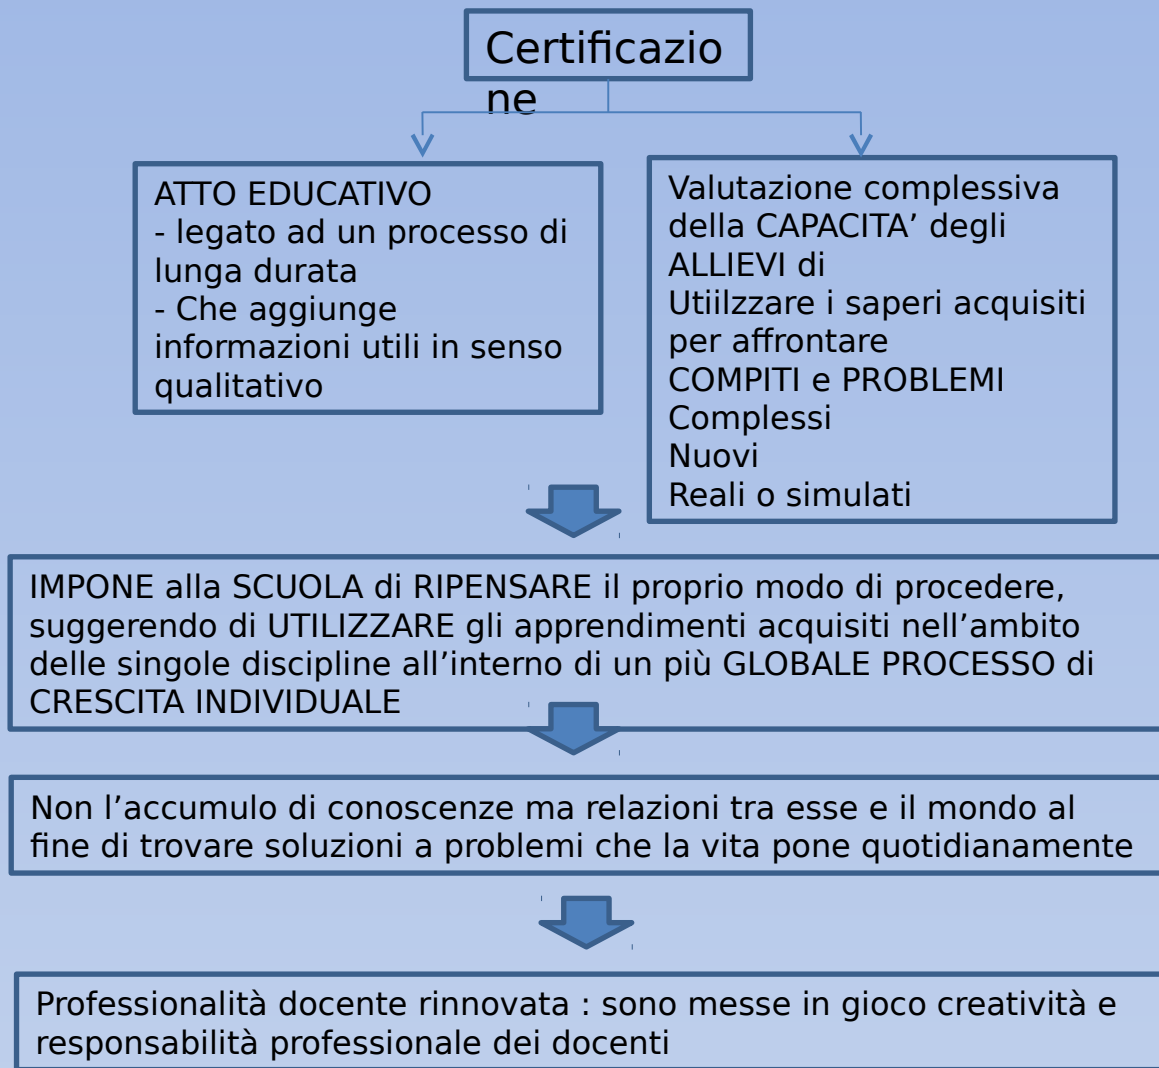 Certificazio
ne
ATTO EDUCATIVO
- legato ad un processo di
lunga durata
- Che aggiunge
informazioni utili in senso
qualitativo
Valutazione complessiva
della CAPACITA’ degli
ALLIEVI di
Utiilzzare i saperi acquisiti
per affrontare
COMPITI e PROBLEMI
Complessi
Nuovi
Reali o simulati
IMPONE alla SCUOLA di RIPENSARE il proprio modo di procedere,
suggerendo di UTILIZZARE gli apprendimenti acquisiti nell’ambito
delle singole discipline all’interno di un più GLOBALE PROCESSO di
CRESCITA INDIVIDUALE
Non l’accumulo di conoscenze ma relazioni tra esse e il mondo al
fine di trovare soluzioni a problemi che la vita pone quotidianamente
Professionalità docente rinnovata : sono messe in gioco creatività e
responsabilità professionale dei docenti